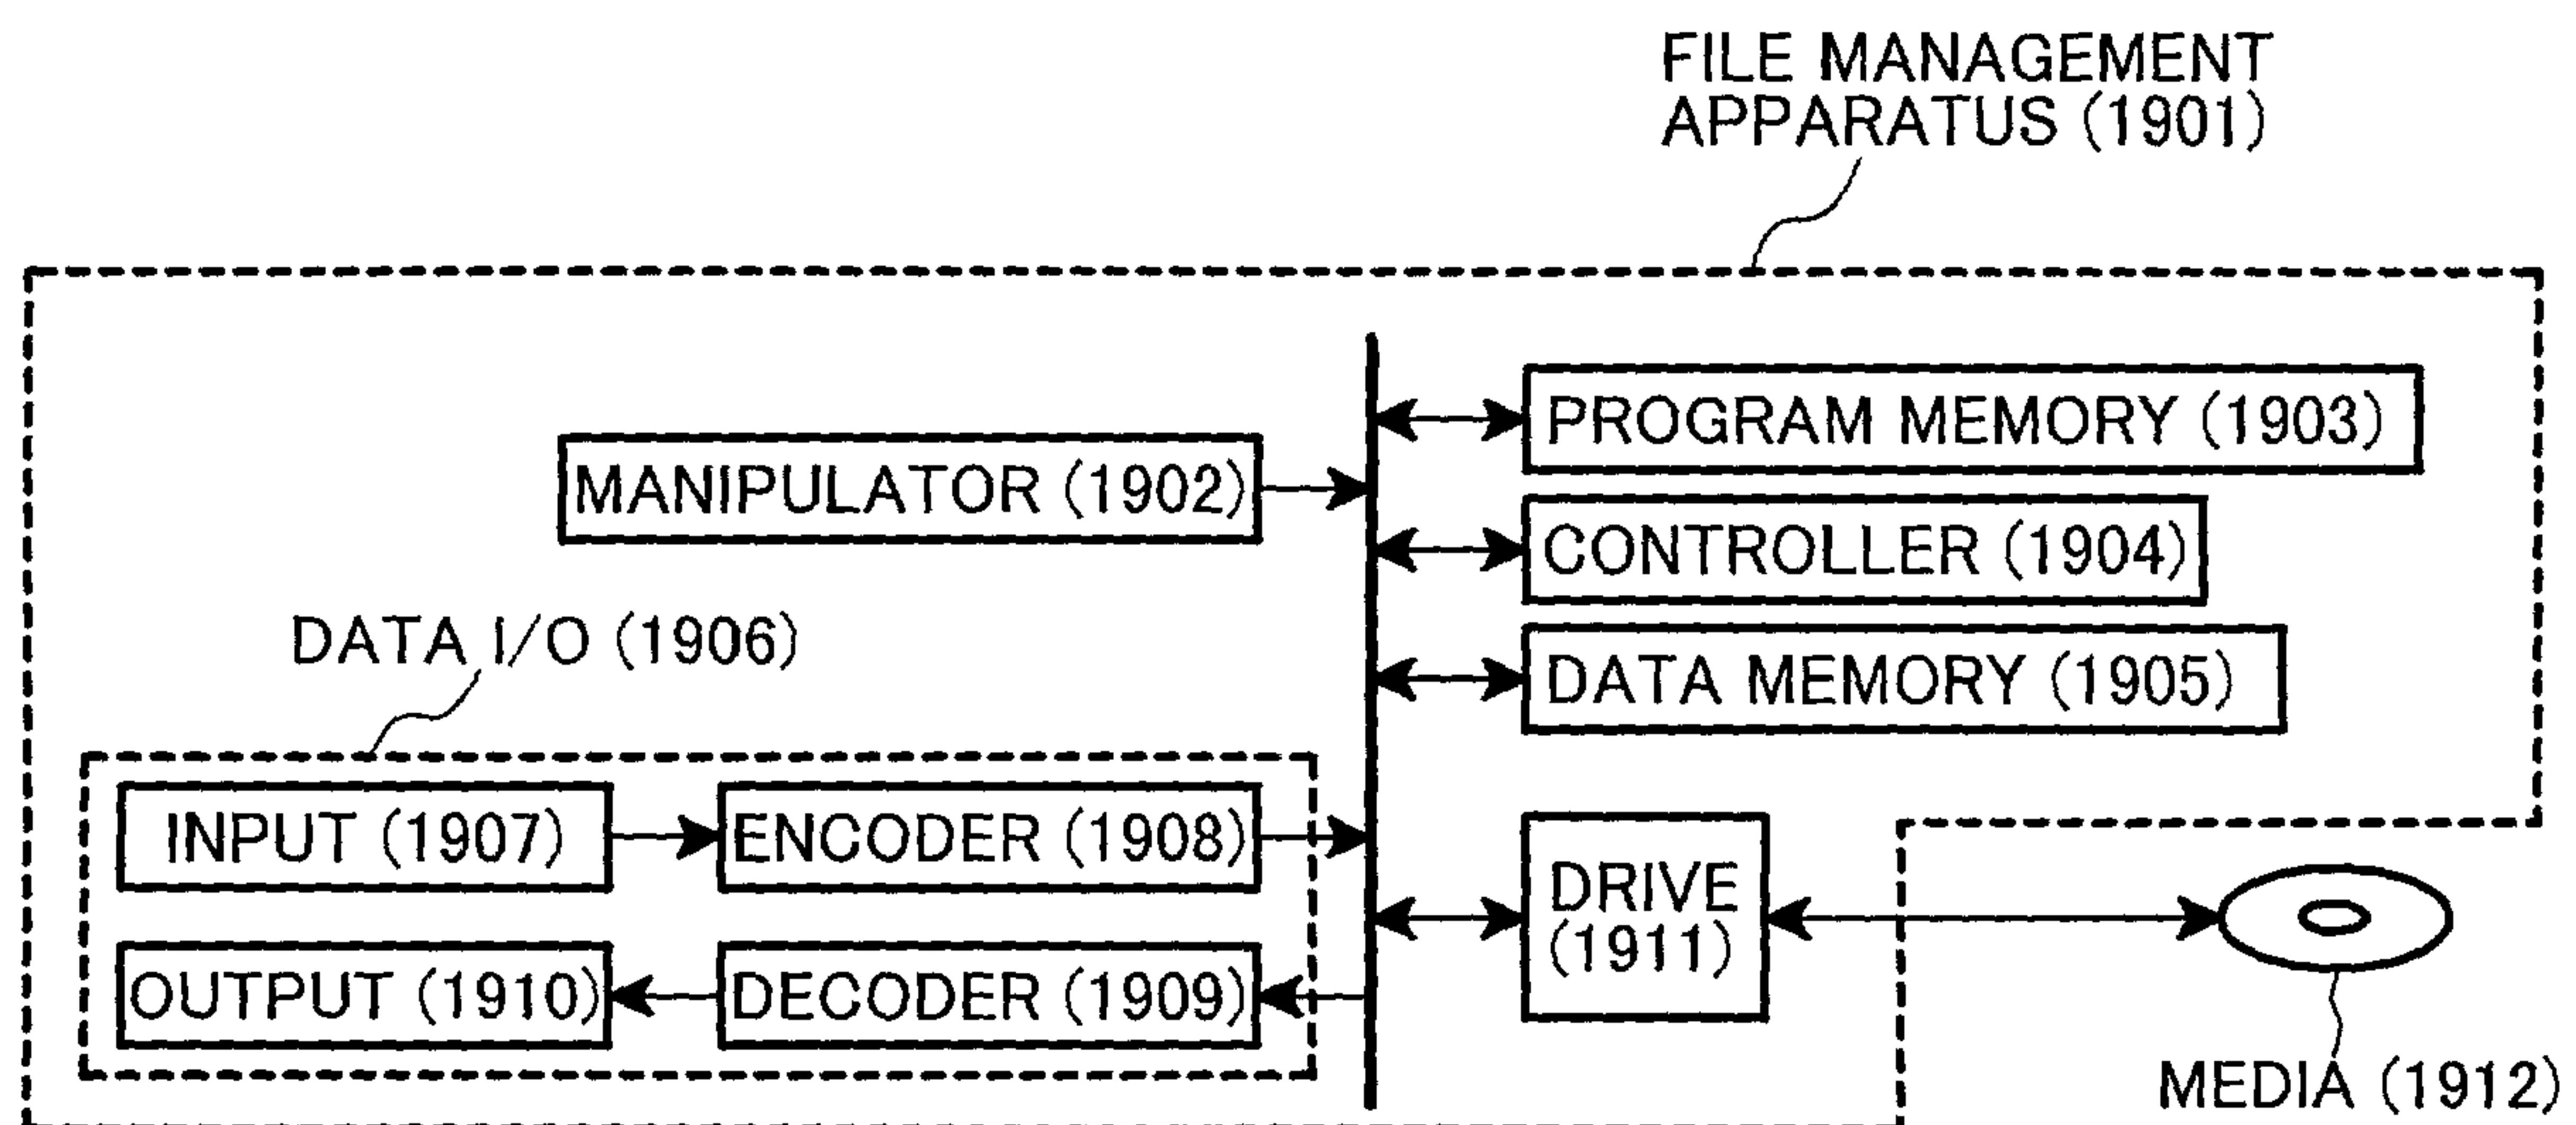 FILE MANAGEMENT
APPARATUS (1901)
MANIPULATOR (1902)
PROGRAM MEMORY (1903)
CONTROLLER (1904)
DATA MEMORY (1905)
DATA I/O (1906)
INPUT (1907)
ENCODER (1908)
OUTPUT (1910)
DECODER (1909)
DRIVE
(1911)
MEDIA (1912)